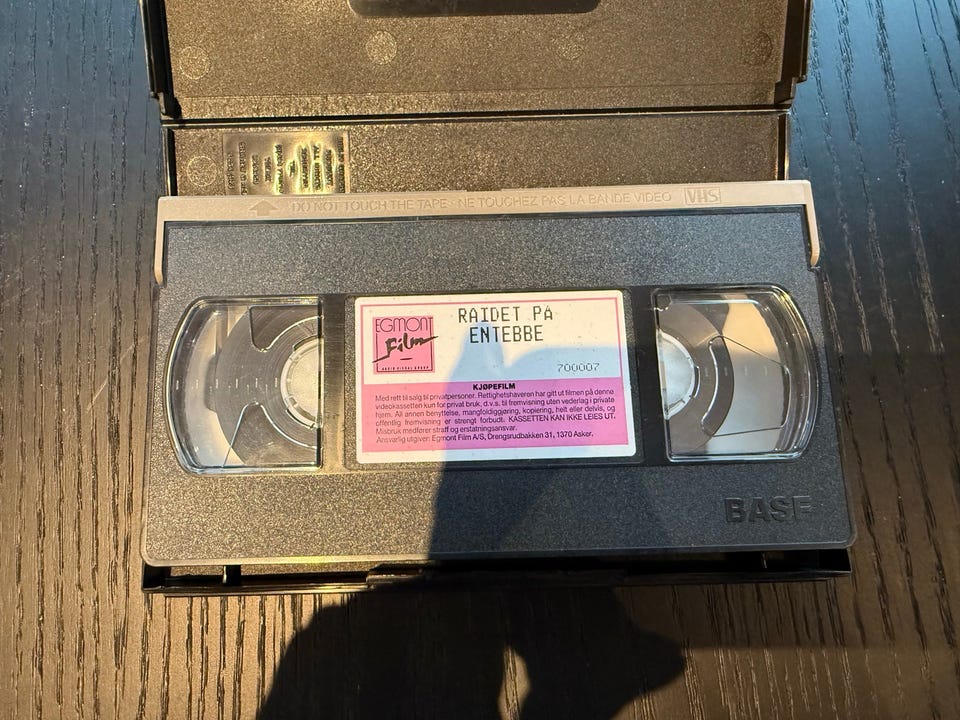 DO NOT TOUCH THE TAPE - NE TOUCHEZ PAS LA BANDE VIDEO VHS
EGMONT
Film
AUDIO VISUAL GROUP
RAIDET PÅ
ENTEBBE
700007
KJØPEFILM
Med rett til salg til privatpersoner. Rettighetshaveren har gitt ut filmen på denne
videokassetten kun for privat bruk, d.v.s. til fremvisning uten vederlag i private
hjem. All annen benyttelse, mangfoldiggjøring, kopiering, helt eller delvis, og
offentlig fremvisning er strengt forbudt. KASSETTEN KAN IKKE LEIES UT.
Misbruk medfører straff og erstatningsansvar.
Ansvarlig utgiver: Egmont Film A/S, Drengsrudbakken 31, 1370 Asker.
BASF